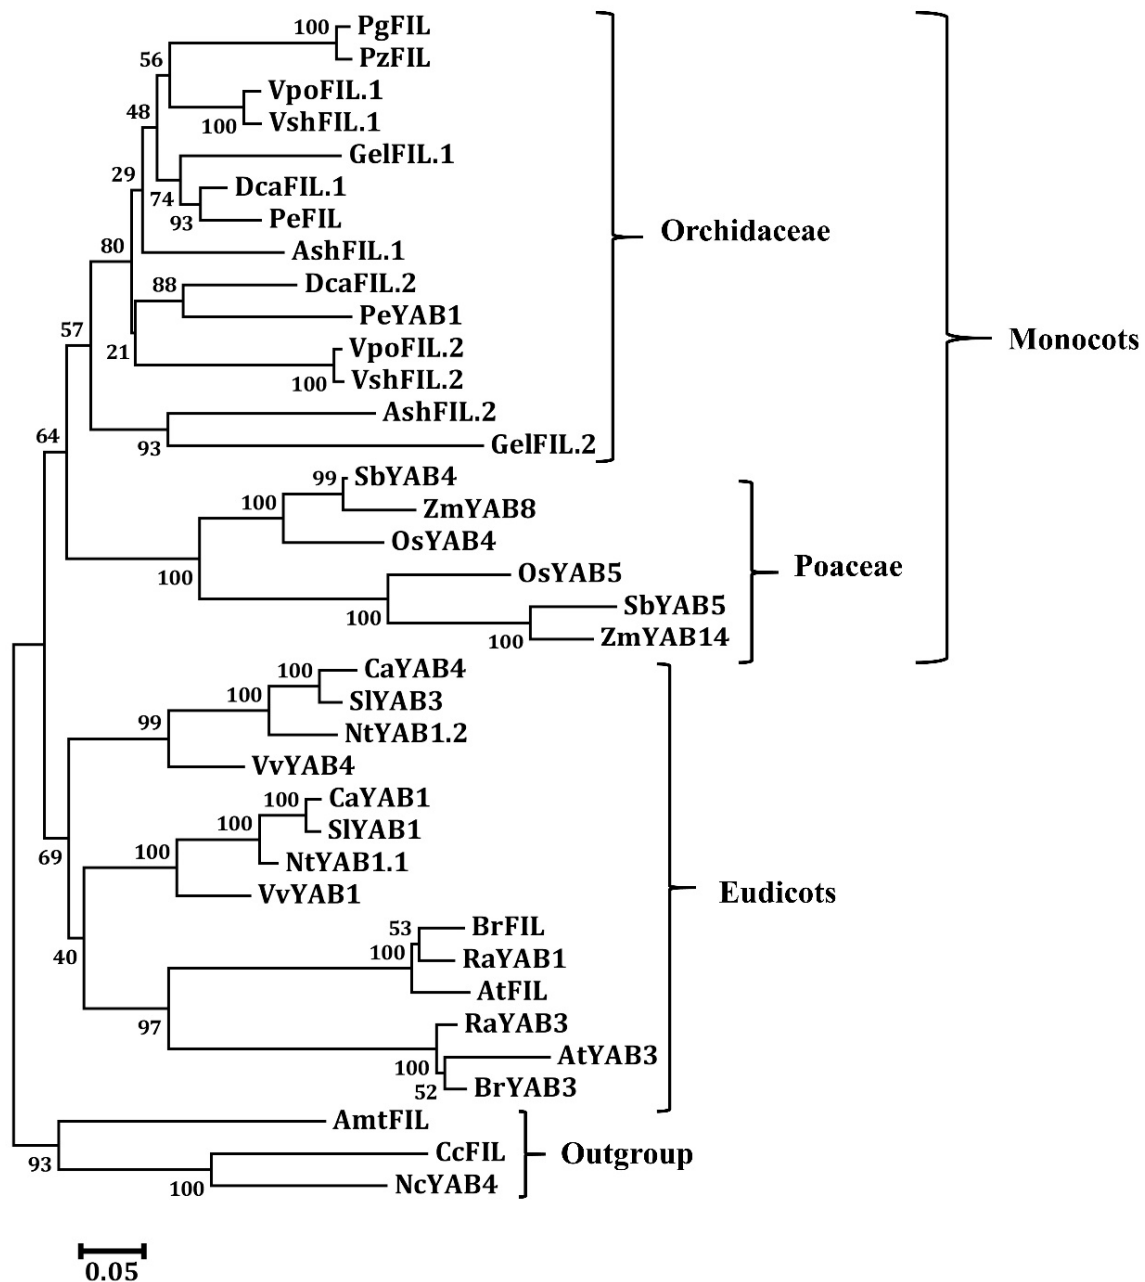 100 PgFIL
PzFIL
56
VpoFIL.1
48
100 VshFIL.1
GelFIL.1
29
74 DcaFIL.1
93 PeFIL
Orchidaceae
80
AshFIL.1
88 DcaFIL.2
PeYAB1
57
Monocots
21 VpoFIL.2
100 VshFIL.2
AshFIL.2
64
93 GelFIL.2
99 SbYAB4
100 ZmYAB8
OsYAB4
100 OsYAB5
Poaceae
100 SbYAB5
100 ZmYAB14
100 CaYAB4
100 SlYAB3
99 NtYAB1.2
VvYAB4
100 CaYAB1
100 SlYAB1
69 100 NtYAB1.1
VvYAB1
Eudicots
53 BrFIL
40 100 RaYAB1
AtFIL
97 RaYAB3
AtYAB3
100
52 BrYAB3
AmtFIL
93 CcFIL
Outgroup
100 NcYAB4
0.05